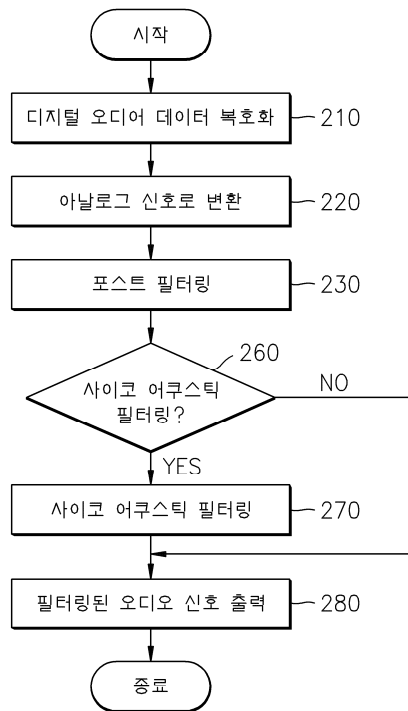 시작
디지털 오디어 데이터 복호화
210
아날로그 신호로 변환
220
포스트 필터링
230
260
사이코 어쿠스틱
필터링?
NO
YES
사이코 어쿠스틱 필터링
270
필터링된 오디오 신호 출력
280
종료